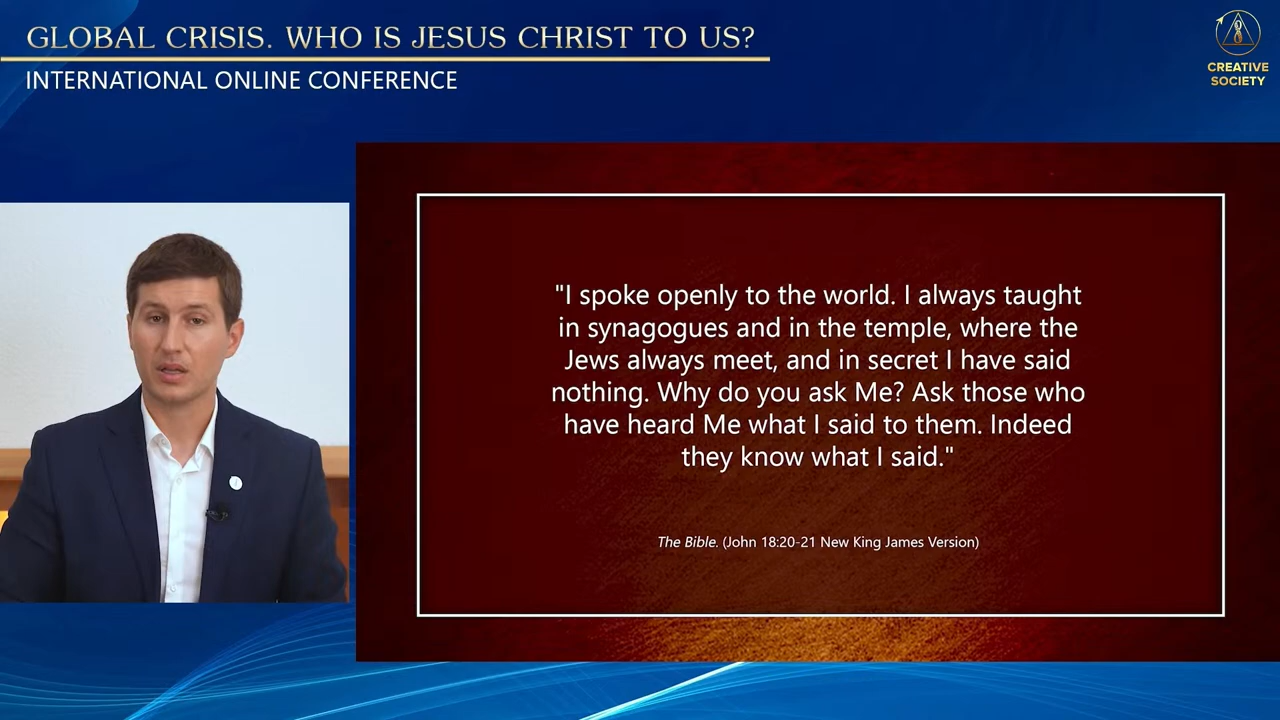 GLOBAL CRISIS. WHO IS JESUS CHRIST TO US?
INTERNATIONAL ONLINE CONFERENCE
CREATIVE
SOCIETY
"I spoke openly to the world. I always taught
in synagogues and in the temple, where the
Jews always meet, and in secret I have said
nothing. Why do you ask Me? Ask those who
have heard Me what I said to them. Indeed
they know what I said."
The Bible. (John 18:20-21 New King James Version)